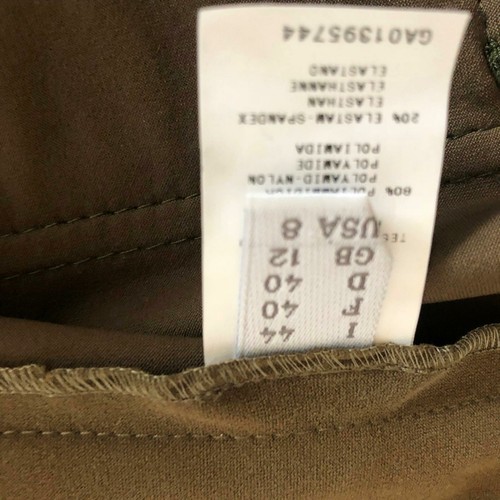 I 44
F 40
D 40
GB 12
USA 8
80%
POLYAMID-NYLON
POLYAMIDE
POLIAMIDA
20% ELASTAM-SPANDEX
ELASTHAN
ELASTHANNE
ELASTANO
GA01395744